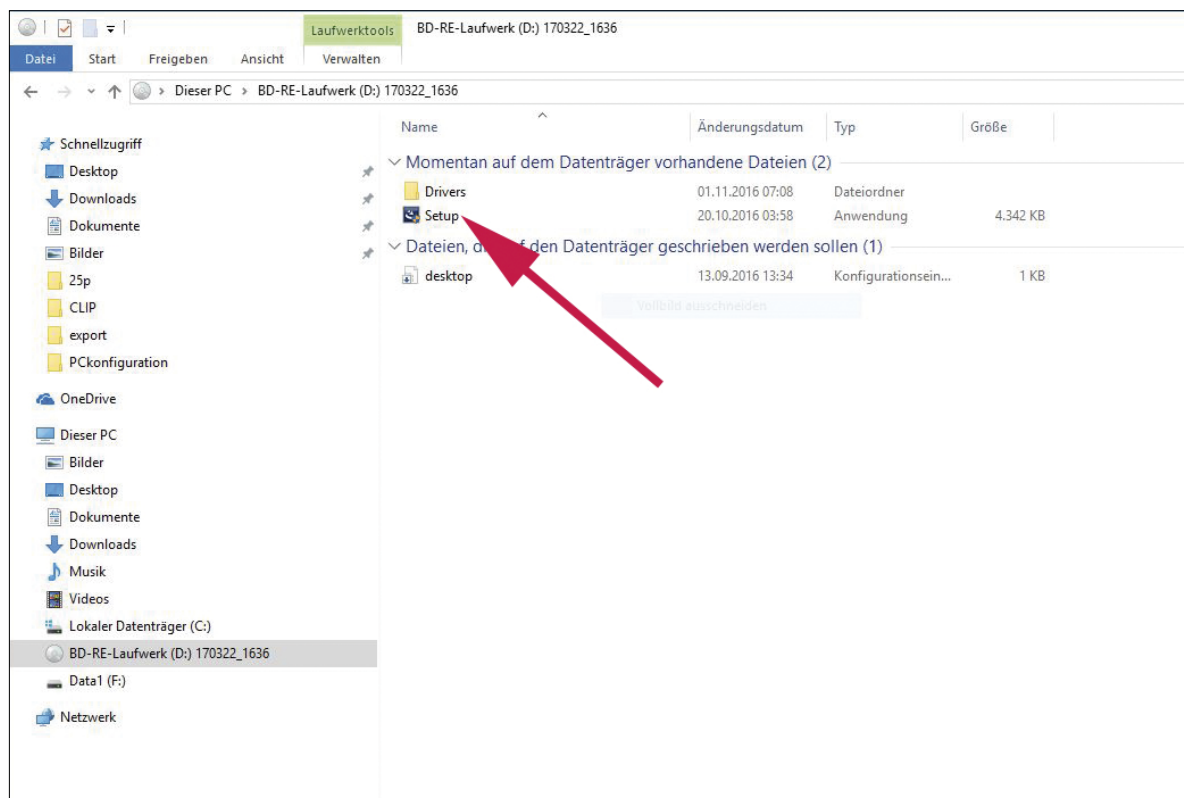 Laufwerktools BD-RE-Laufwerk (D:) 170322_1636
Datei Start Freigeben Ansicht Verwalten
Dieser PC > BD-RE-Laufwerk (D:) 170322_1636
Name Änderungsdatum Typ Größe
Momentan auf dem Datenträger vorhandene Dateien (2)
Drivers 01.11.2016 07:08 Dateiordner
Setup 20.10.2016 03:58 Anwendung 4.342 KB
Dateien, d f den Datenträger geschrieben werden sollen (1)
desktop 13.09.2016 13:34 Konfigurationsein... 1 KB
Vollbild ausschneiden
Schnellzugriff
Desktop
Downloads
Dokumente
Bilder
25p
CLIP
export
PCkonfiguration
OneDrive
Dieser PC
Bilder
Desktop
Dokumente
Downloads
Musik
Videos
Lokaler Datenträger (C:)
BD-RE-Laufwerk (D:) 170322_1636
Data1 (F:)
Netzwerk